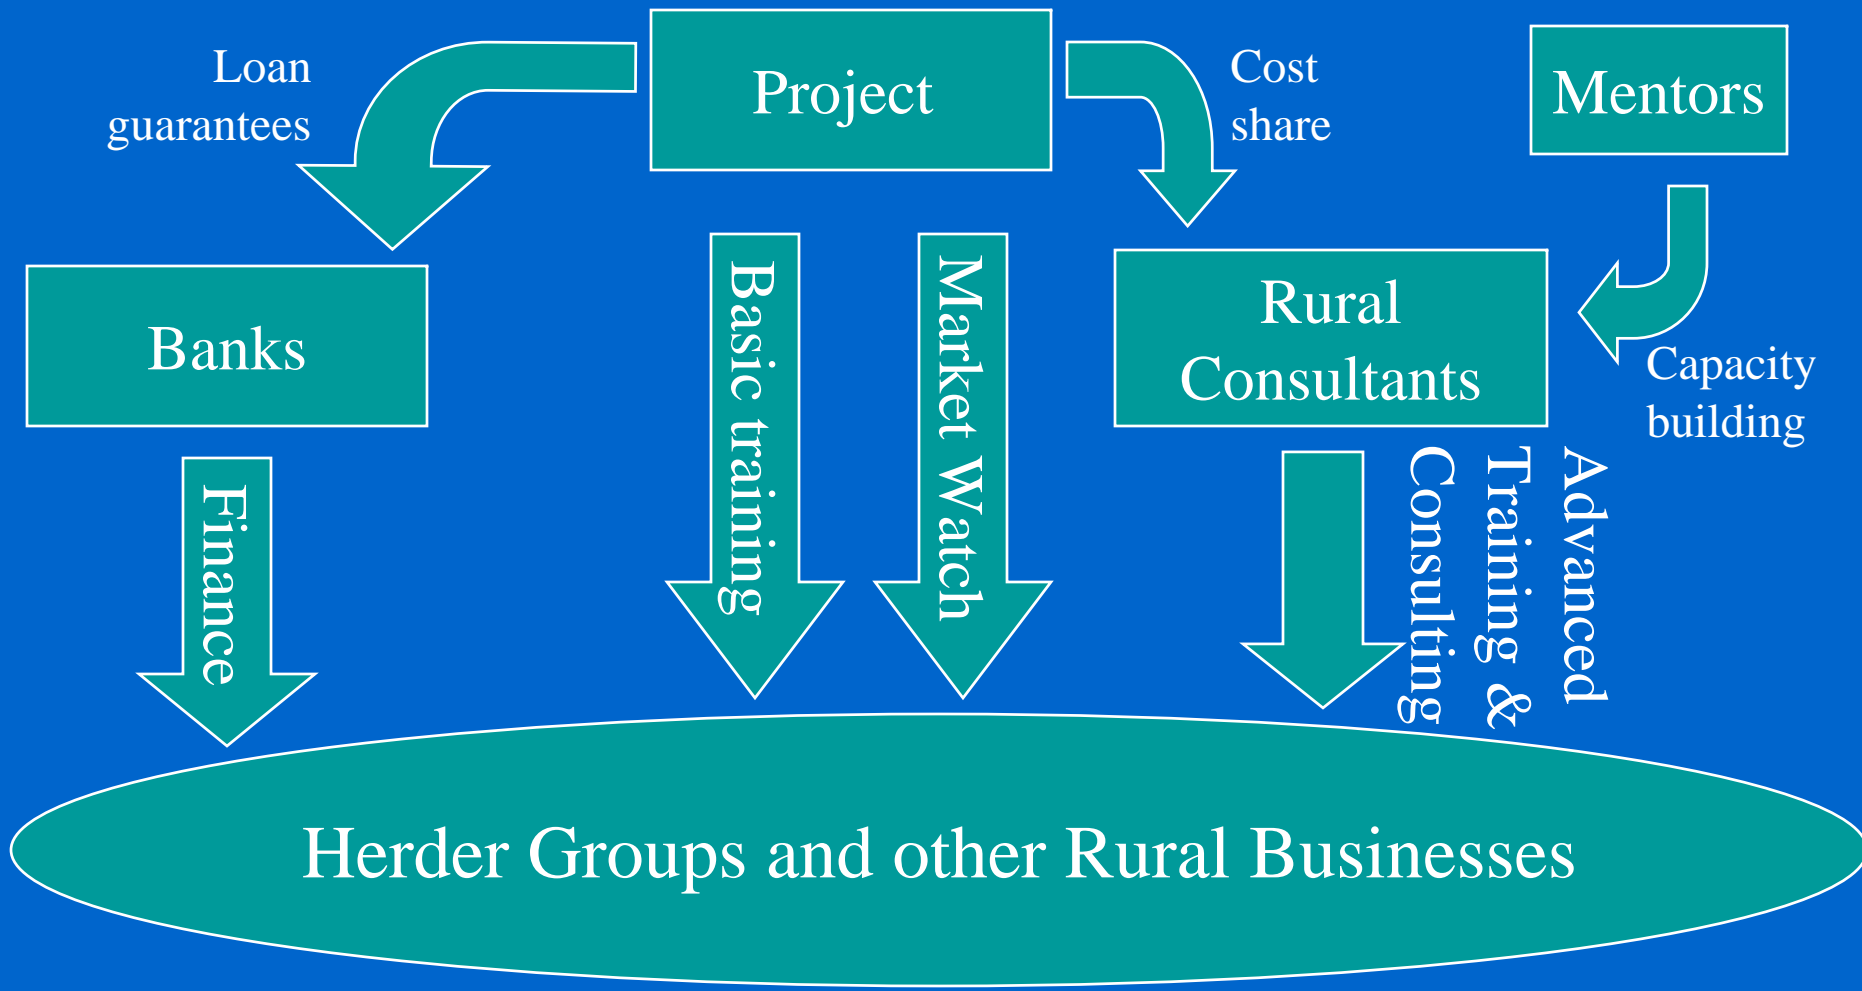 Loan
guarantees
Project
Cost
share
Mentors
Banks
Basic training
Market Watch
Rural
Consultants
Capacity
building
Finance
Advanced
Training &
Consulting
Herder Groups and other Rural Businesses